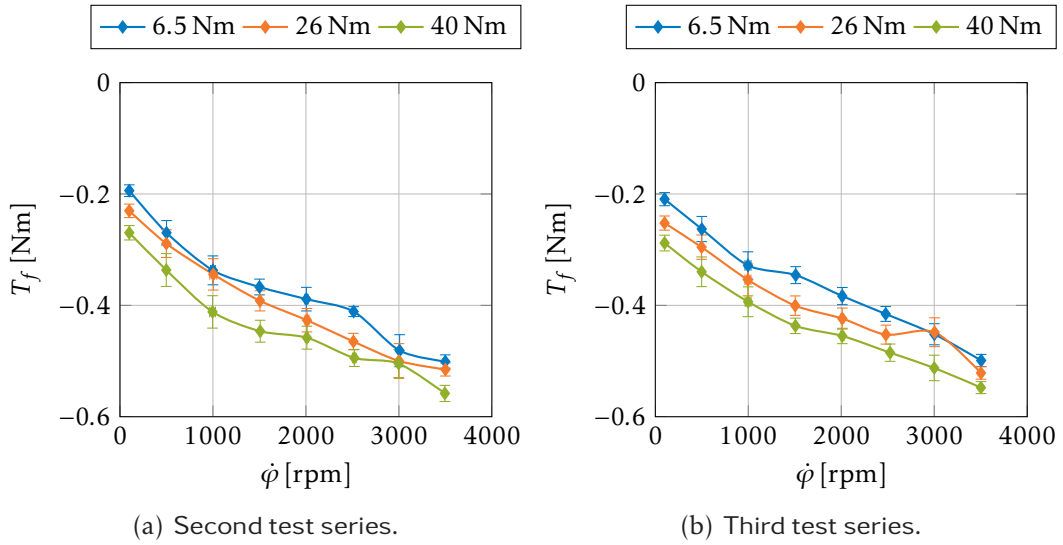 6.5 Nm 26 Nm 40 Nm
0
−0.2
−0.4
−0.6
0 1000 2000 3000 4000
T_f [Nm]
φ̇ [rpm]
(a) Second test series.
6.5 Nm 26 Nm 40 Nm
0
−0.2
−0.4
−0.6
0 1000 2000 3000 4000
T_f [Nm]
φ̇ [rpm]
(b) Third test series.